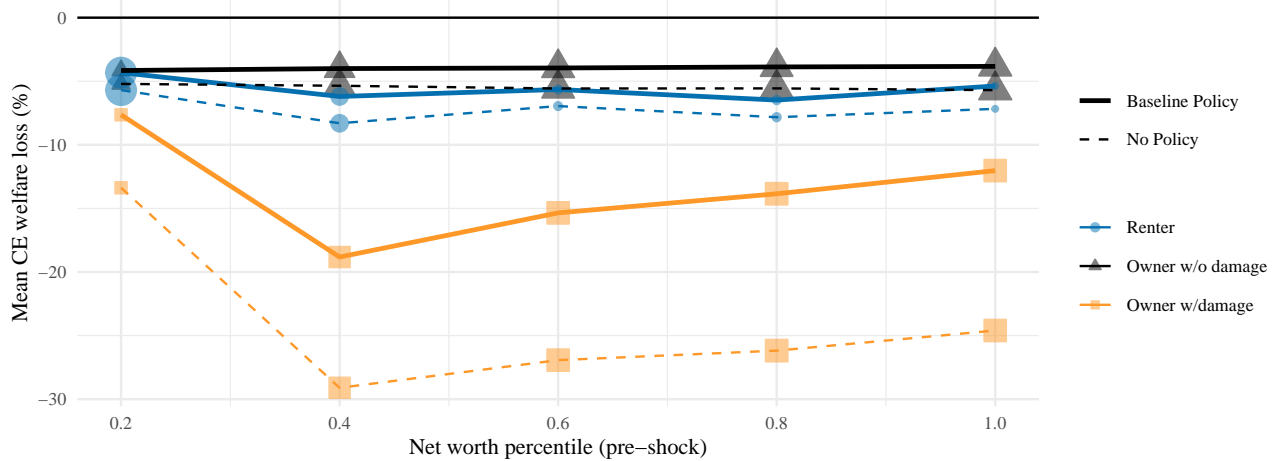 0
−10
−20
−30
Mean CE welfare loss (%)
0.2
0.4
0.6
0.8
1.0
Net worth percentile (pre−shock)
Baseline Policy
No Policy
Renter
Owner w/o damage
Owner w/damage